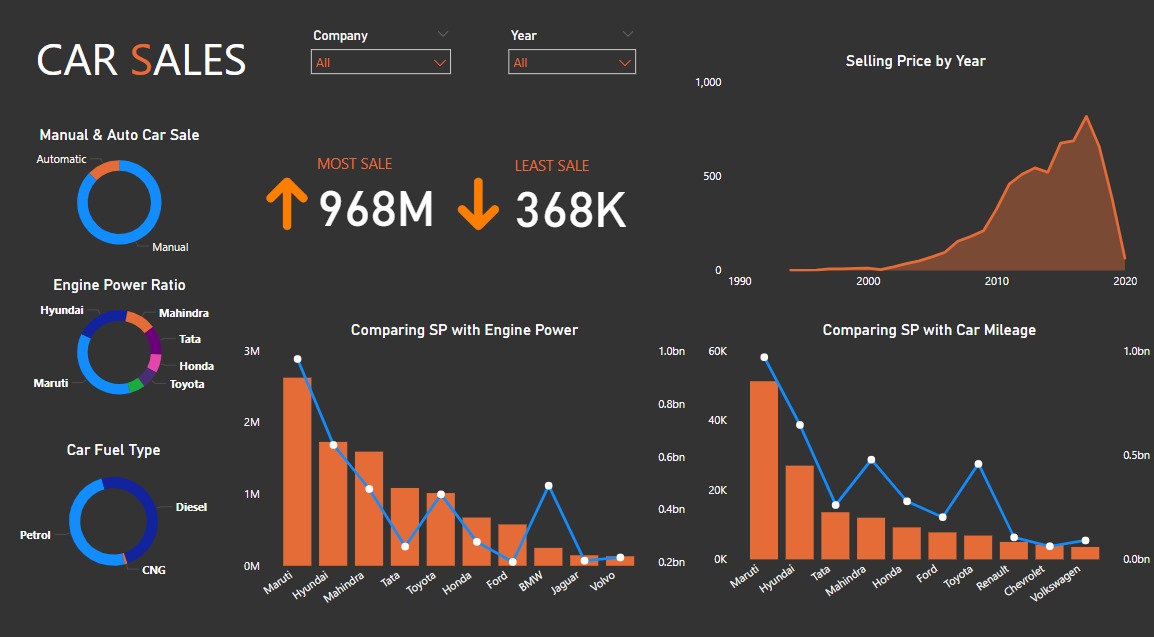 CAR SALES
Company
All
Year
All
Manual & Auto Car Sale
Automatic
Manual
MOST SALE
968M
LEAST SALE
368K
Selling Price by Year
1,000
500
0
1990
2000
2010
2020
Engine Power Ratio
Hyundai
Mahindra
Tata
Honda
Toyota
Maruti
Car Fuel Type
Diesel
Petrol
CNG
Comparing SP with Engine Power
3M
2M
1M
0M
1.0bn
0.8bn
0.6bn
0.4bn
0.2bn
Maruti
Hyundai
Mahindra
Tata
Toyota
Honda
Ford
BMW
Jaguar
Volvo
Comparing SP with Car Mileage
60K
40K
20K
0K
1.0bn
0.5bn
0.0bn
Maruti
Hyundai
Tata
Mahindra
Honda
Ford
Toyota
Renault
Chevrolet
Volkswagen